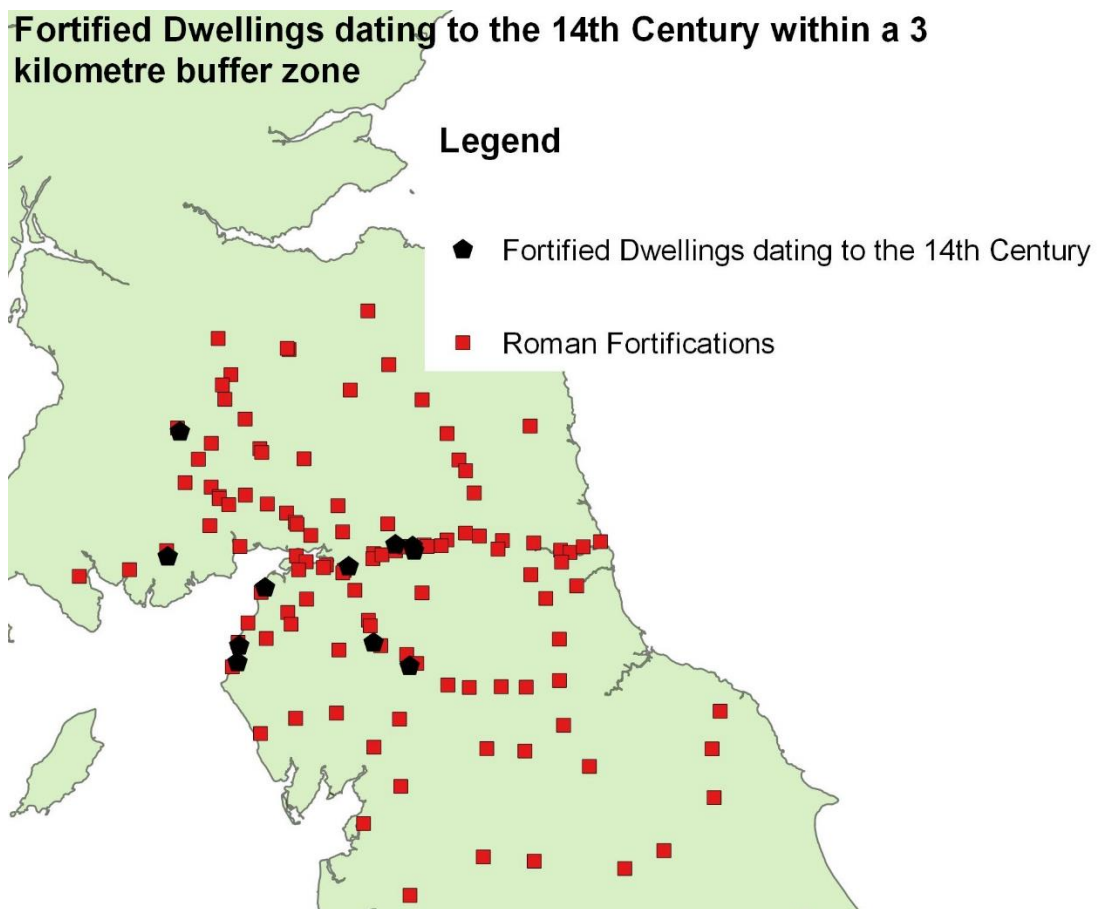 Fortified Dwellings dating to the 14th Century within a 3
kilometre buffer zone
Legend
Fortified Dwellings dating to the 14th Century
Roman Fortifications